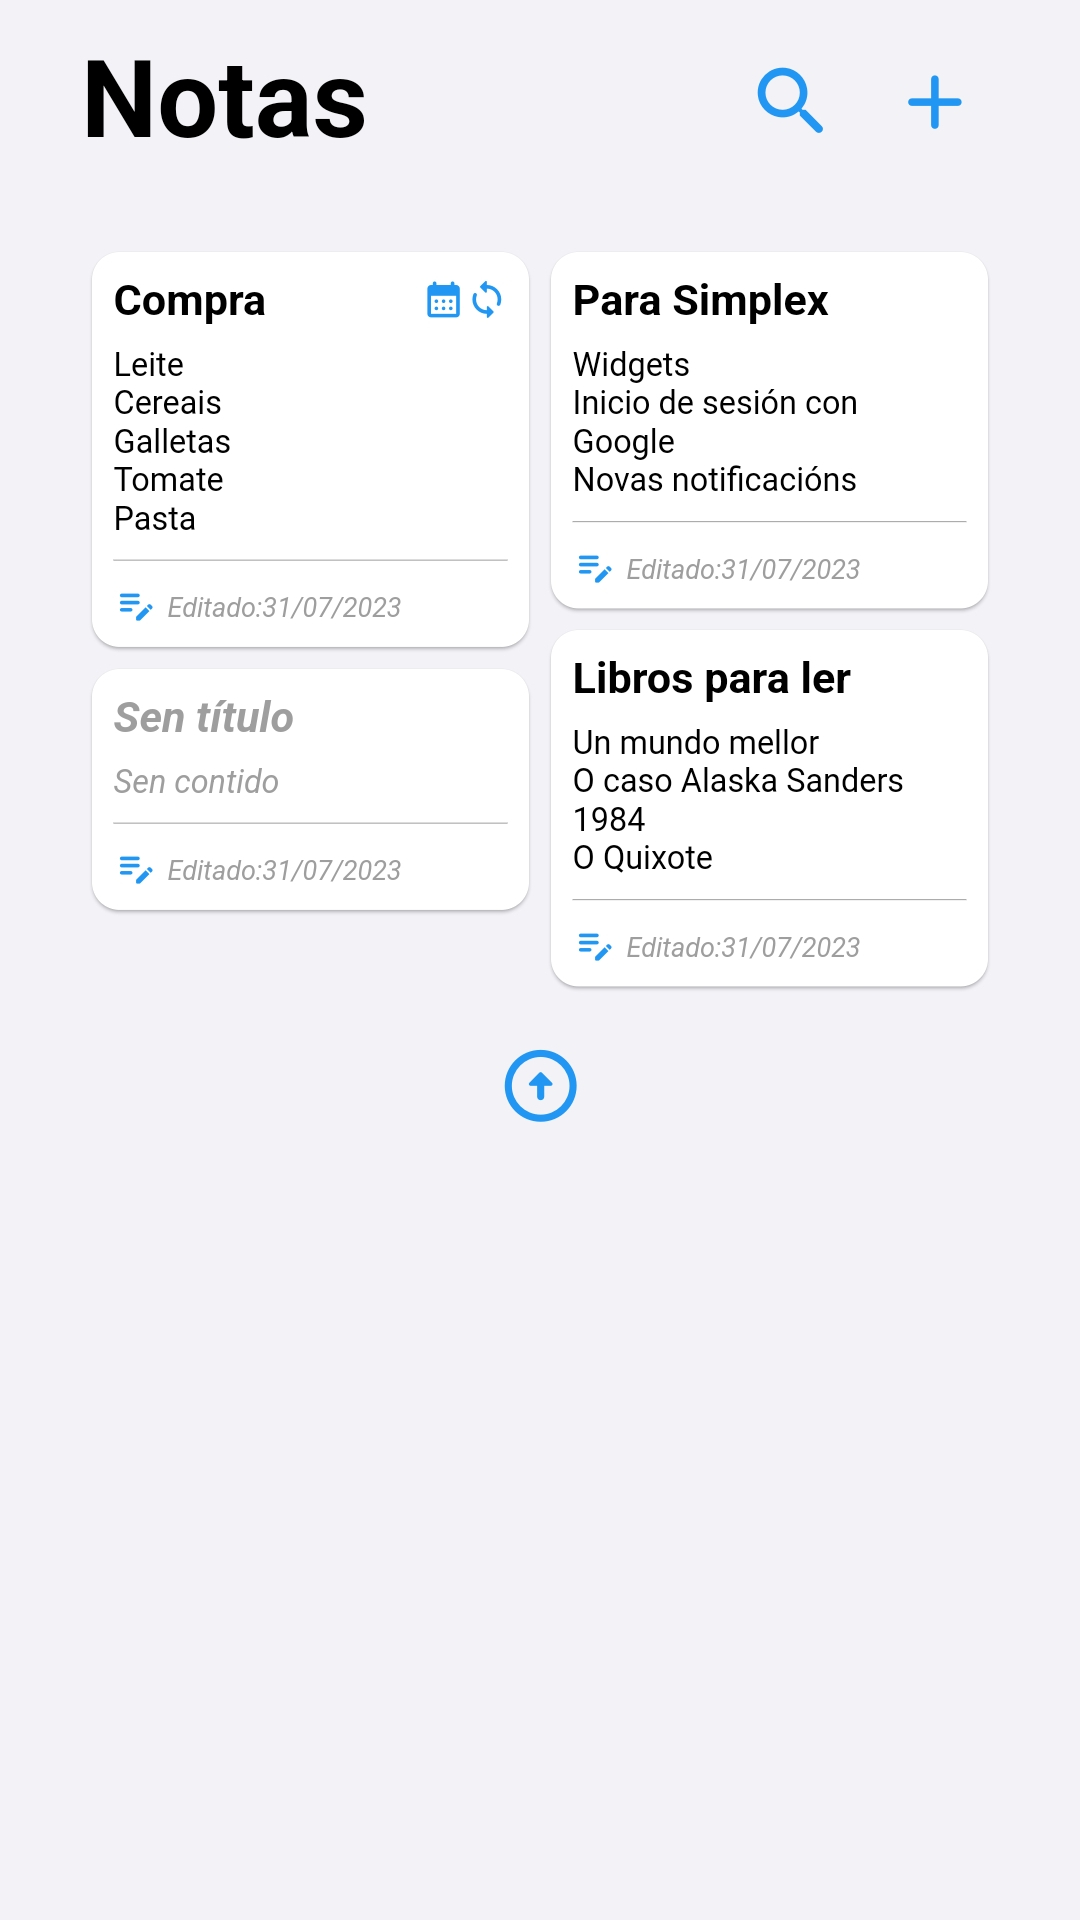 Notas
Compra
Leite
Cereais
Galletas
Tomate
Pasta
Editado:31/07/2023
Sen título
Sen contido
Editado:31/07/2023
Para Simplex
Widgets
Inicio de sesión con
Google
Novas notificacións
Editado:31/07/2023
Libros para ler
Un mundo mellor
O caso Alaska Sanders
1984
O Quixote
Editado:31/07/2023